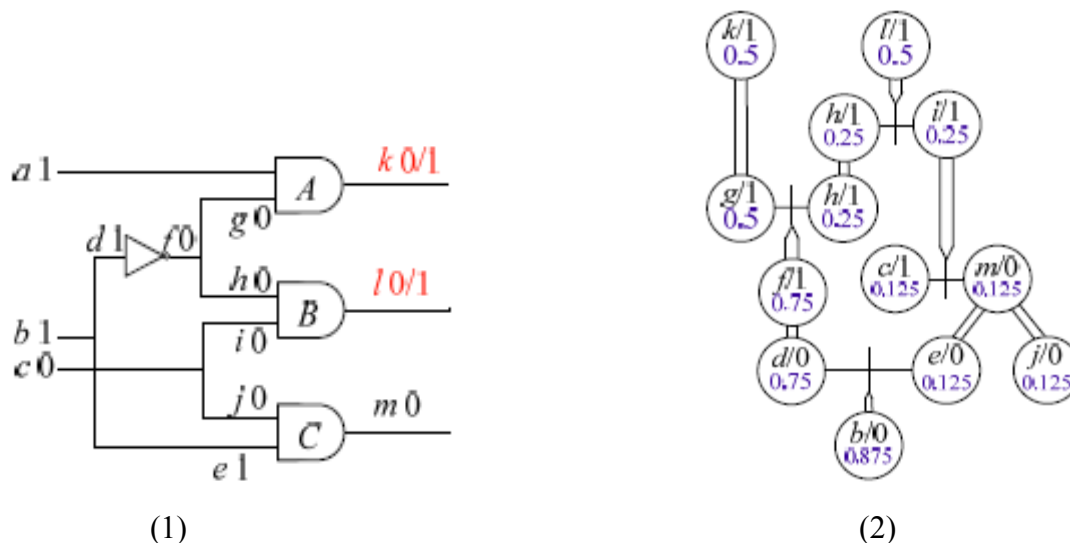 a 1
b 1
c 0
d 1
f 0
g 0
h 0
i 0
j 0
e 1
A
B
C
k 0/1
l 0/1
m 0
(1)
k/1
0.5
l/1
0.5
h/1
0.25
i/1
0.25
g/1
0.5
h/1
0.25
f/1
0.75
c/1
0.125
m/0
0.125
d/0
0.75
e/0
0.125
j/0
0.125
b/0
0.875
(2)